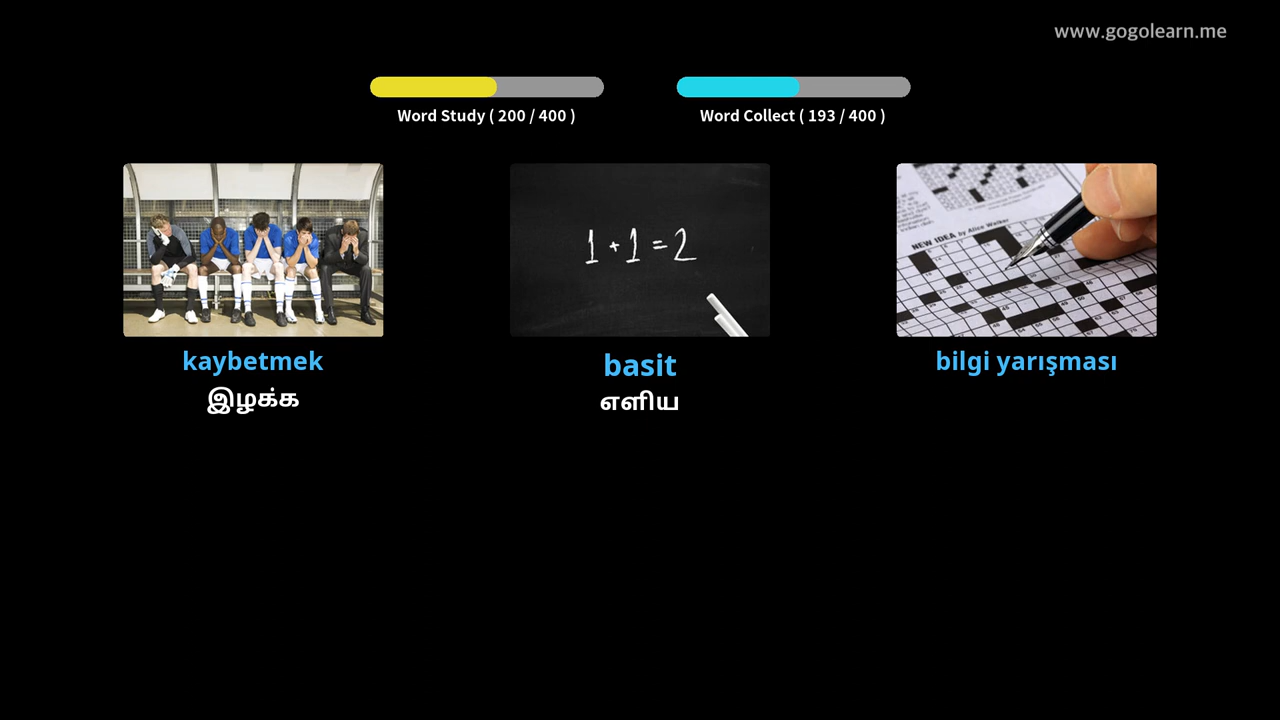 www.gogolearn.me
Word Study ( 200 / 400 )
Word Collect ( 193 / 400 )
1 + 1 = 2
NEW IDEA by Alice Walker
kaybetmek
இழக்க
basit
எளிய
bilgi yarışması